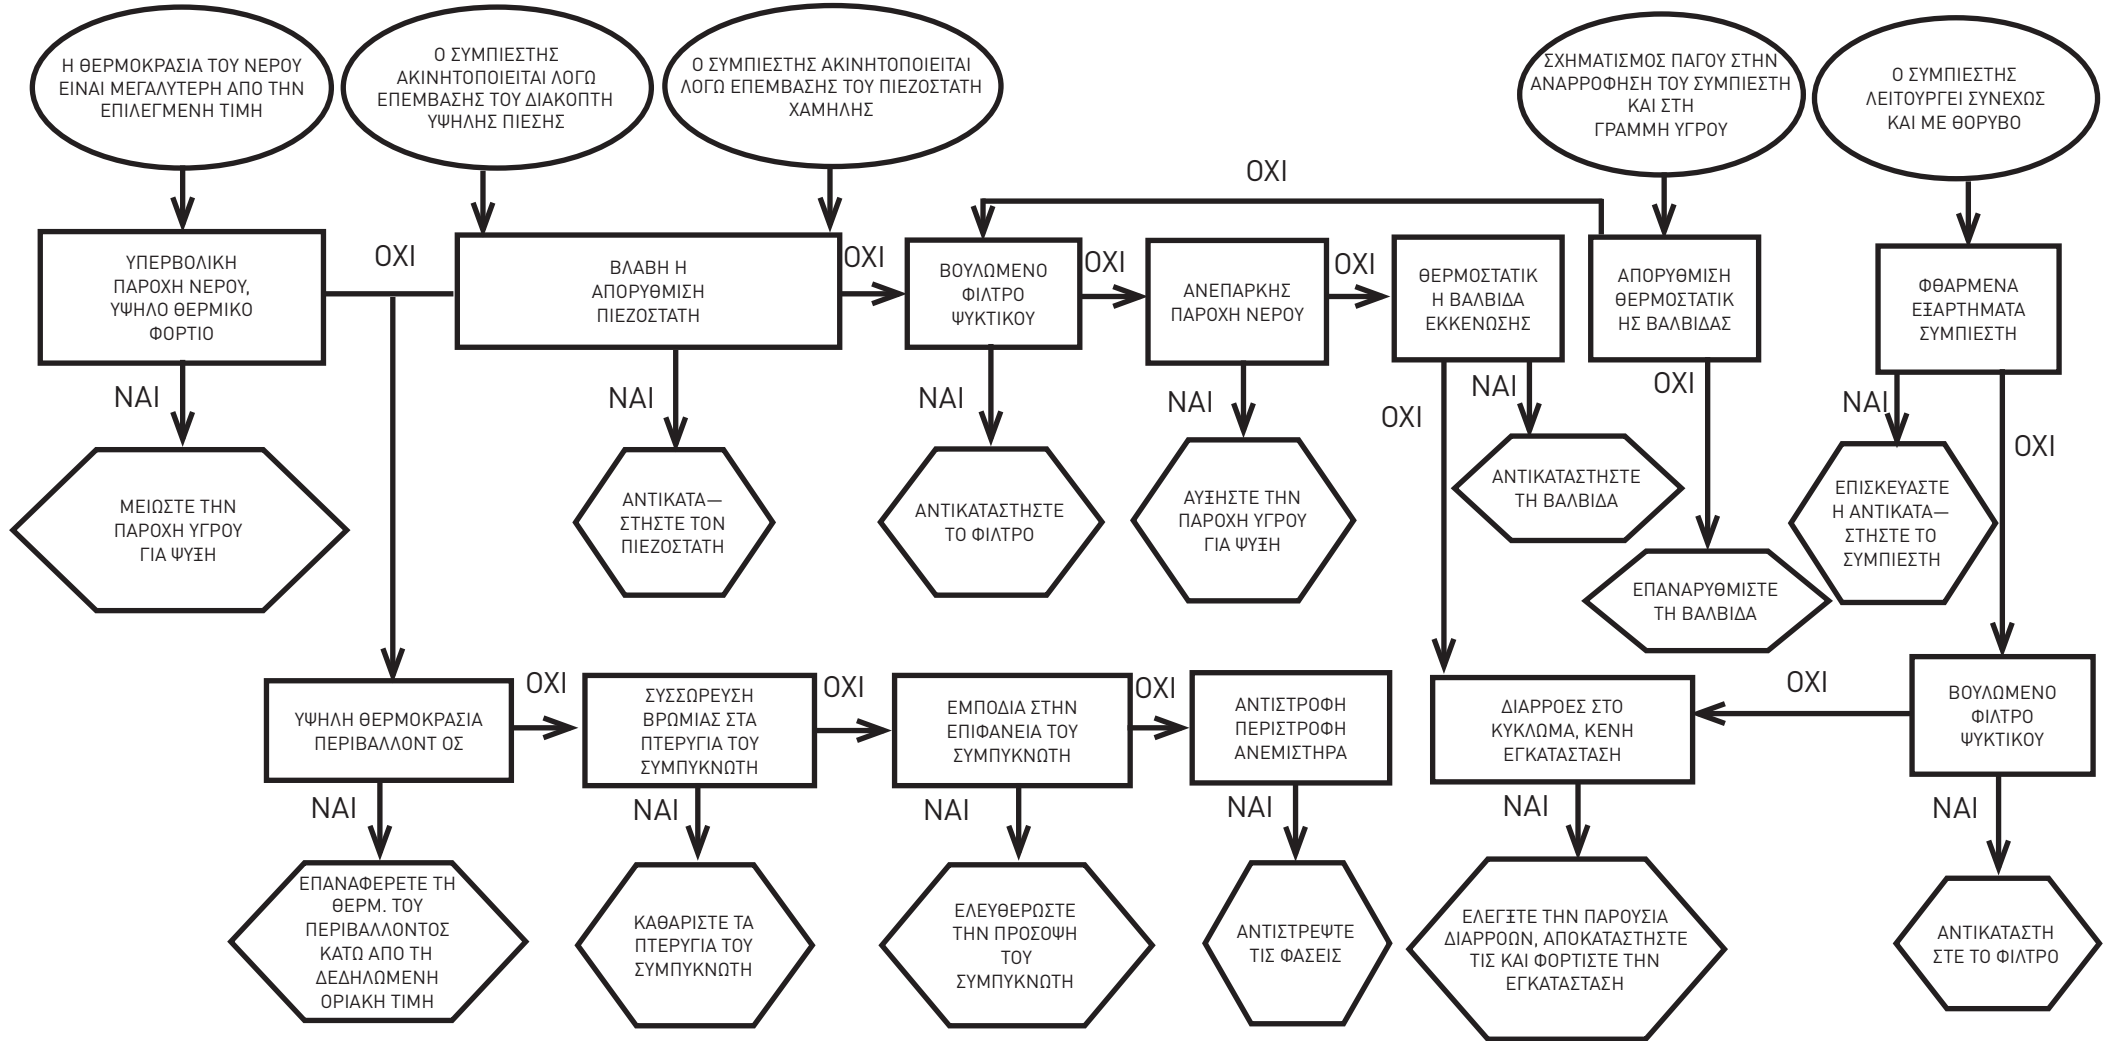 Η ΘΕΡΜΟΚΡΑΣΙΑ ΤΟΥ ΝΕΡΟΥ
ΕΙΝΑΙ ΜΕΓΑΛΥΤΕΡΗ ΑΠΟ ΤΗΝ
ΕΠΙΛΕΓΜΕΝΗ ΤΙΜΗ
Ο ΣΥΜΠΙΕΣΤΗΣ
ΑΚΙΝΗΤΟΠΟΙΕΙΤΑΙ ΛΟΓΩ
ΕΠΕΜΒΑΣΗΣ ΤΟΥ ΔΙΑΚΟΠΤΗ
ΥΨΗΛΗΣ ΠΙΕΣΗΣ
Ο ΣΥΜΠΙΕΣΤΗΣ ΑΚΙΝΗΤΟΠΟΙΕΙΤΑΙ
ΛΟΓΩ ΕΠΕΜΒΑΣΗΣ ΤΟΥ ΠΙΕΖΟΣΤΑΤΗ
ΧΑΜΗΛΗΣ
ΣΧΗΜΑΤΙΣΜΟΣ ΠΑΓΟΥ ΣΤΗΝ
ΑΝΑΡΡΟΦΗΣΗ ΤΟΥ ΣΥΜΠΙΕΣΤΗ
ΚΑΙ ΣΤΗ
ΓΡΑΜΜΗ ΥΓΡΟΥ
Ο ΣΥΜΠΙΕΣΤΗΣ
ΛΕΙΤΟΥΡΓΕΙ ΣΥΝΕΧΩΣ
ΚΑΙ ΜΕ ΘΟΡΥΒΟ
ΟΧΙ
ΥΠΕΡΒΟΛΙΚΗ
ΠΑΡΟΧΗ ΝΕΡΟΥ,
ΥΨΗΛΟ ΘΕΡΜΙΚΟ
ΦΟΡΤΙΟ
ΟΧΙ
ΒΛΑΒΗ Η
ΑΠΟΡΥΘΜΙΣΗ
ΠΙΕΖΟΣΤΑΤΗ
ΟΧΙ
ΒΟΥΛΩΜΕΝΟ
ΦΙΛΤΡΟ
ΨΥΚΤΙΚΟΥ
ΟΧΙ
ΑΝΕΠΑΡΚΗΣ
ΠΑΡΟΧΗ ΝΕΡΟΥ
ΟΧΙ
ΘΕΡΜΟΣΤΑΤΙΚ
Η ΒΑΛΒΙΔΑ
ΕΚΚΕΝΩΣΗΣ
ΑΠΟΡΥΘΜΙΣΗ
ΘΕΡΜΟΣΤΑΤΙΚ
ΗΣ ΒΑΛΒΙΔΑΣ
ΦΘΑΡΜΕΝΑ
ΕΞΑΡΤΗΜΑΤΑ
ΣΥΜΠΙΕΣΤΗ
ΝΑΙ
ΝΑΙ
ΝΑΙ
ΝΑΙ
ΟΧΙ
ΝΑΙ
ΟΧΙ
ΝΑΙ
ΟΧΙ
ΜΕΙΩΣΤΕ ΤΗΝ
ΠΑΡΟΧΗ ΥΓΡΟΥ
ΓΙΑ ΨΥΞΗ
ΑΝΤΙΚΑΤΑ—
ΣΤΗΣΤΕ ΤΟΝ
ΠΙΕΖΟΣΤΑΤΗ
ΑΝΤΙΚΑΤΑΣΤΗΣΤΕ
ΤΟ ΦΙΛΤΡΟ
ΑΥΞΗΣΤΕ ΤΗΝ
ΠΑΡΟΧΗ ΥΓΡΟΥ
ΓΙΑ ΨΥΞΗ
ΑΝΤΙΚΑΤΑΣΤΗΣΤΕ
ΤΗ ΒΑΛΒΙΔΑ
ΕΠΑΝΑΡΥΘΜΙΣΤΕ
ΤΗ ΒΑΛΒΙΔΑ
ΕΠΙΣΚΕΥΑΣΤΕ
Η ΑΝΤΙΚΑΤΑ—
ΣΤΗΣΤΕ ΤΟ
ΣΥΜΠΙΕΣΤΗ
ΥΨΗΛΗ ΘΕΡΜΟΚΡΑΣΙΑ
ΠΕΡΙΒΑΛΛΟΝΤ ΟΣ
ΟΧΙ
ΣΥΣΣΩΡΕΥΣΗ
ΒΡΩΜΙΑΣ ΣΤΑ
ΠΤΕΡΥΓΙΑ ΤΟΥ
ΣΥΜΠΥΚΝΩΤΗ
ΟΧΙ
ΕΜΠΟΔΙΑ ΣΤΗΝ
ΕΠΙΦΑΝΕΙΑ ΤΟΥ
ΣΥΜΠΥΚΝΩΤΗ
ΟΧΙ
ΑΝΤΙΣΤΡΟΦΗ
ΠΕΡΙΣΤΡΟΦΗ
ΑΝΕΜΙΣΤΗΡΑ
ΔΙΑΡΡΟΕΣ ΣΤΟ
ΚΥΚΛΩΜΑ, ΚΕΝΗ
ΕΓΚΑΤΑΣΤΑΣΗ
ΟΧΙ
ΒΟΥΛΩΜΕΝΟ
ΦΙΛΤΡΟ
ΨΥΚΤΙΚΟΥ
ΝΑΙ
ΝΑΙ
ΝΑΙ
ΝΑΙ
ΝΑΙ
ΝΑΙ
ΕΠΑΝΑΦΕΡΕΤΕ ΤΗ
ΘΕΡΜ. ΤΟΥ
ΠΕΡΙΒΑΛΛΟΝΤΟΣ
ΚΑΤΩ ΑΠΟ ΤΗ
ΔΕΔΗΛΩΜΕΝΗ
ΟΡΙΑΚΗ ΤΙΜΗ
ΚΑΘΑΡΙΣΤΕ ΤΑ
ΠΤΕΡΥΓΙΑ ΤΟΥ
ΣΥΜΠΥΚΝΩΤΗ
ΕΛΕΥΘΕΡΩΣΤΕ
ΤΗΝ ΠΡΟΣΟΨΗ
ΤΟΥ
ΣΥΜΠΥΚΝΩΤΗ
ΑΝΤΙΣΤΡΕΨΤΕ
ΤΙΣ ΦΑΣΕΙΣ
ΕΛΕΓΞΤΕ ΤΗΝ ΠΑΡΟΥΣΙΑ
ΔΙΑΡΡΟΩΝ, ΑΠΟΚΑΤΑΣΤΗΣΤΕ
ΤΙΣ ΚΑΙ ΦΟΡΤΙΣΤΕ ΤΗΝ
ΕΓΚΑΤΑΣΤΑΣΗ
ΑΝΤΙΚΑΤΑΣΤΗ
ΣΤΕ ΤΟ ΦΙΛΤΡΟ